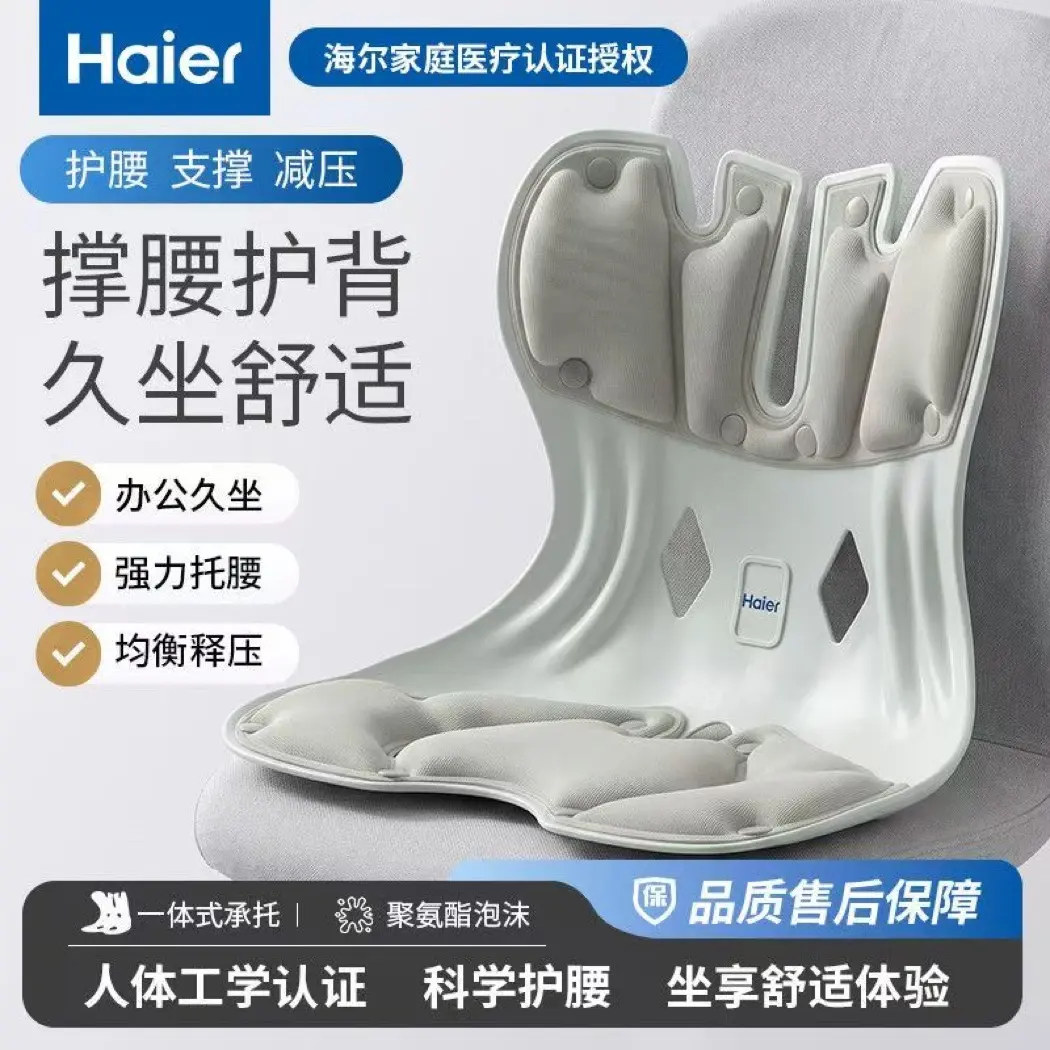 Haier
海尔家庭医疗认证授权
护腰 支撑 减压
撑腰护背
久坐舒适
办公久坐
强力托腰
均衡释压
Haier
一体式承托
聚氨酯泡沫
保 品质售后保障
人体工学认证 科学护腰 坐享舒适体验